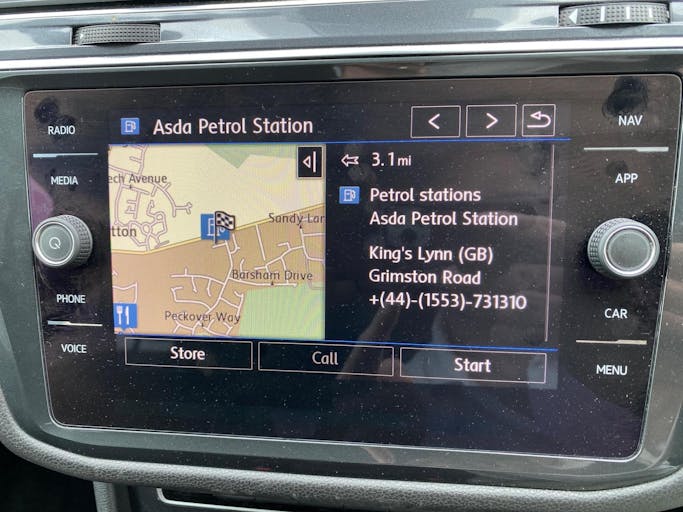 RADIO
MEDIA
PHONE
VOICE
Asda Petrol Station
ech Avenue
tton
Sandy Lan
Barsham Drive
Peckover Way
3.1 mi
Petrol stations
Asda Petrol Station
King's Lynn (GB)
Grimston Road
+(44)-(1553)-731310
Store
Call
Start
NAV
APP
CAR
MENU